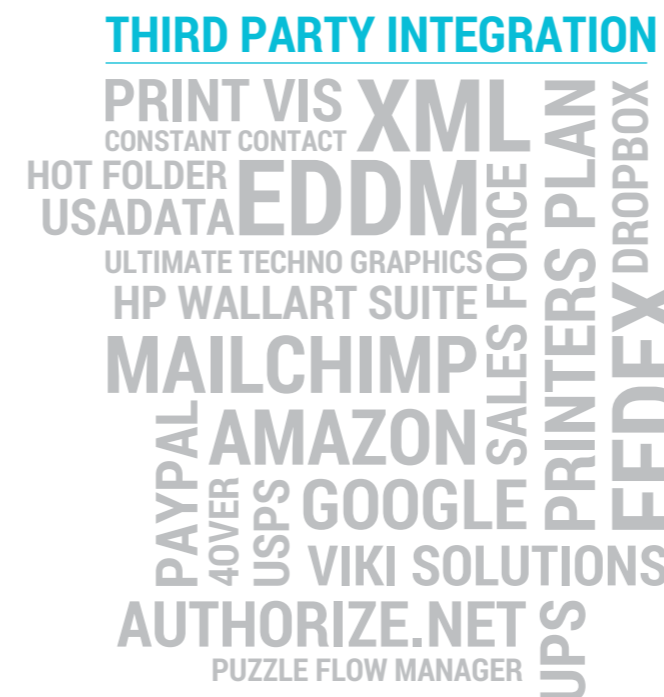 THIRD PARTY INTEGRATION
PRINT VIS
XML
CONSTANT CONTACT
HOT FOLDER
EDDM
USADATA
ULTIMATE TECHNO GRAPHICS
HP WALLART SUITE
SALES FORCE
PRINTERS PLAN
DROPBOX
FEDEX
MAILCHIMP
AMAZON
PAYPAL
4OVER
USPS
GOOGLE
VIKI SOLUTIONS
AUTHORIZE.NET
UPS
PUZZLE FLOW MANAGER